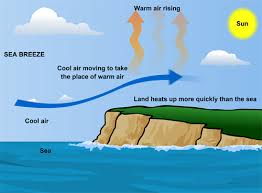 Warm air rising
Sun
SEA BREEZE
Cool air moving to take
the place of warm air
Land heats up more quickly than the sea
Cool air
Sea